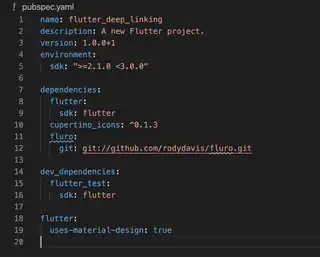 ! pubspec.yaml
1 name: flutter_deep_linking
2 description: A new Flutter project.
3 version: 1.0.0+1
4 environment:
5 sdk: ">=2.1.0 <3.0.0"
6
7 dependencies:
8 flutter:
9 sdk: flutter
10 cupertino_icons: ^0.1.3
11 fluro:
12 git: git://github.com/rodydavis/fluro.git
13
14 dev_dependencies:
15 flutter_test:
16 sdk: flutter
17
18 flutter:
19 uses-material-design: true
20